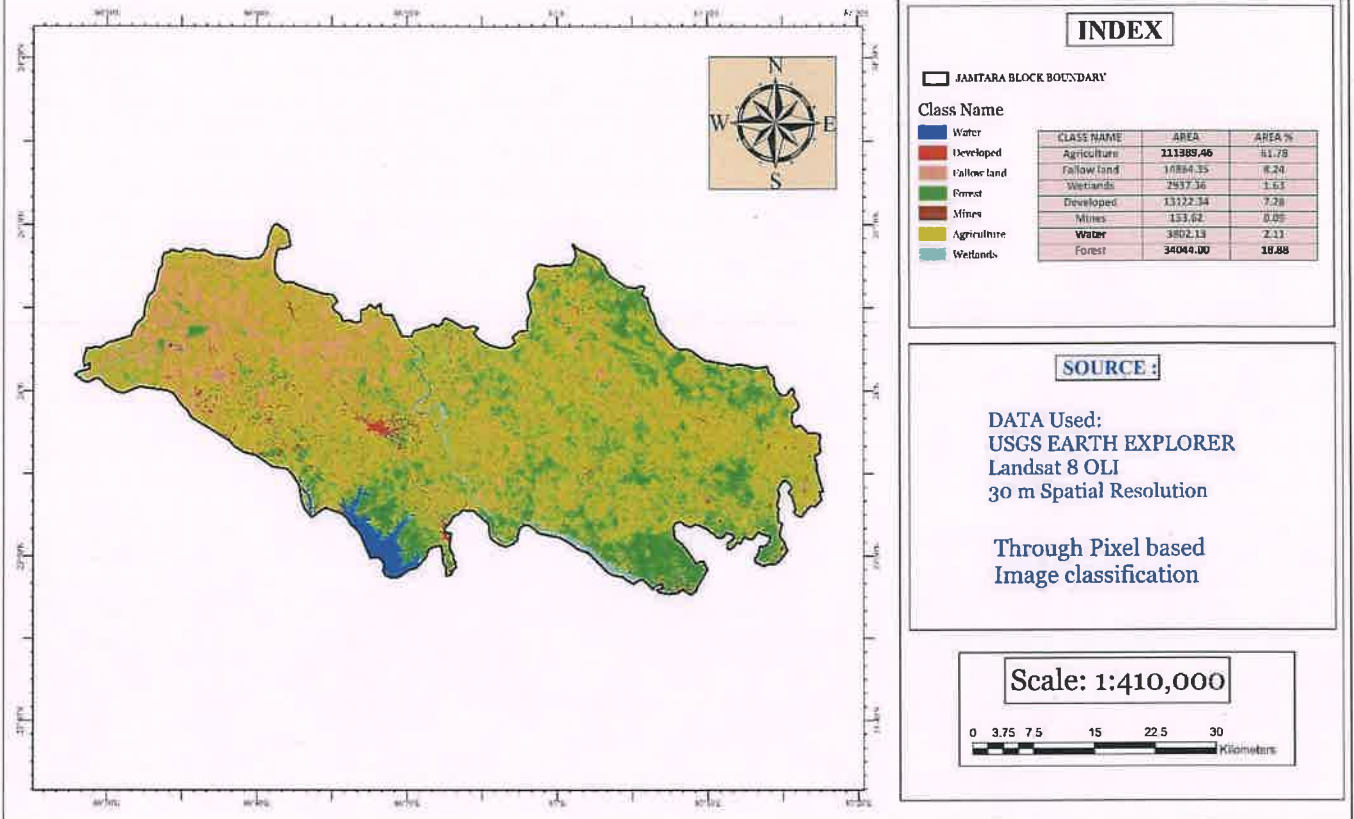 N
W E
S
INDEX
JAMTARA BLOCK BOUNDARY
Class Name
Water
Developed
Fallow land
Forest
Mines
Agriculture
Wetlands
CLASS NAME AREA AREA %
Agriculture 111389.46 61.78
Fallow land 14864.35 8.24
Wetlands 2937.36 1.63
Developed 13122.34 7.28
Mines 153.62 0.09
Water 3802.13 2.11
Forest 34044.00 18.88
SOURCE :
DATA Used:
USGS EARTH EXPLORER
Landsat 8 OLI
30 m Spatial Resolution
Through Pixel based
Image classification
Scale: 1:410,000
0 3.75 7.5 15 22.5 30
Kilometers